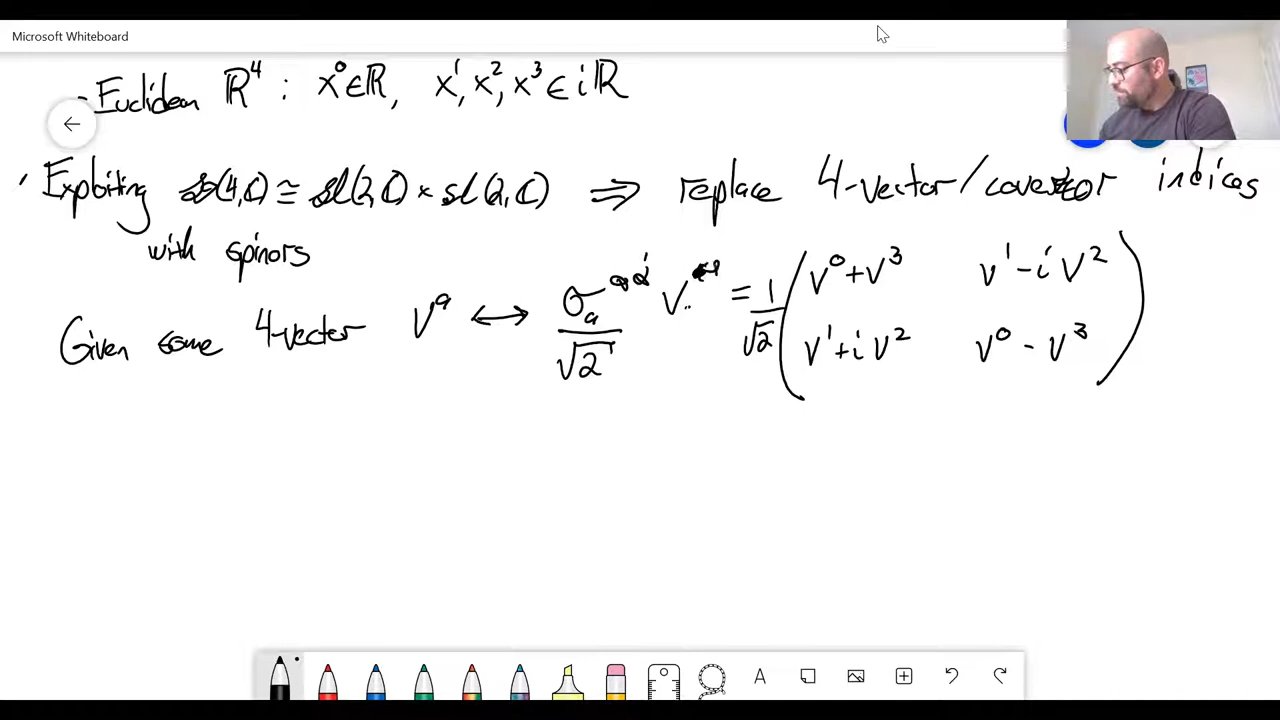 Microsoft Whiteboard
- Euclidean ℝ⁴ : x⁰∈ℝ, x¹, x², x³ ∈ iℝ
Exploiting so(4,ℂ) ≅ sl(2,ℂ) × sl(2,ℂ) ⟹ replace 4-vector/covector indices
with spinors
Given some 4-vector Vᵃ ⟷ σₐ^{αα̇}/√2 V = 1/√2 ( V⁰+V³ V¹-iV²
V¹+iV² V⁰-V³ )
A